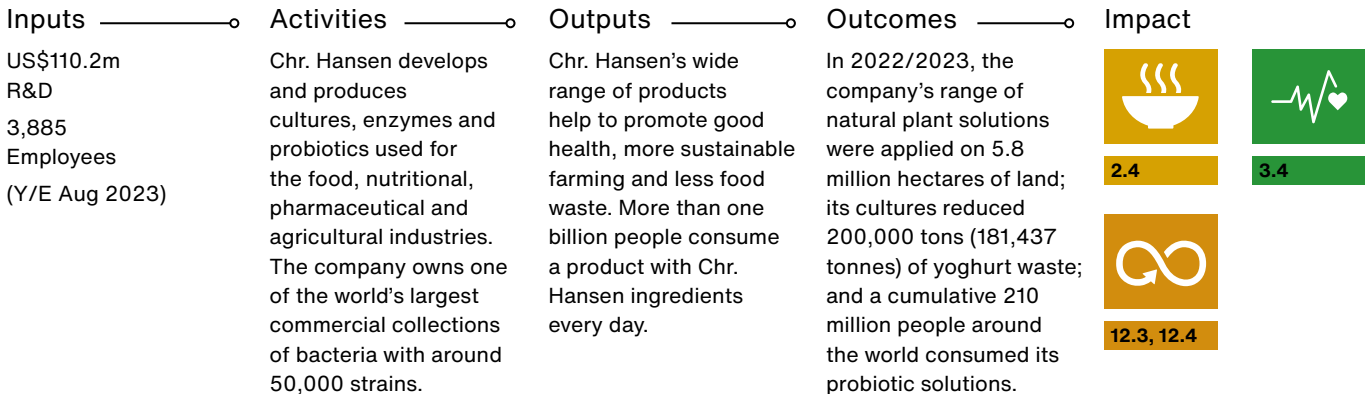 Inputs
US$110.2m
R&D
3,885
Employees
(Y/E Aug 2023)
Activities
Chr. Hansen develops
and produces
cultures, enzymes and
probiotics used for
the food, nutritional,
pharmaceutical and
agricultural industries.
The company owns one
of the world’s largest
commercial collections
of bacteria with around
50,000 strains.
Outputs
Chr. Hansen’s wide
range of products
help to promote good
health, more sustainable
farming and less food
waste. More than one
billion people consume
a product with Chr.
Hansen ingredients
every day.
Outcomes
In 2022/2023, the
company’s range of
natural plant solutions
were applied on 5.8
million hectares of land;
its cultures reduced
200,000 tons (181,437
tonnes) of yoghurt waste;
and a cumulative 210
million people around
the world consumed its
probiotic solutions.
Impact
2.4
3.4
12.3, 12.4